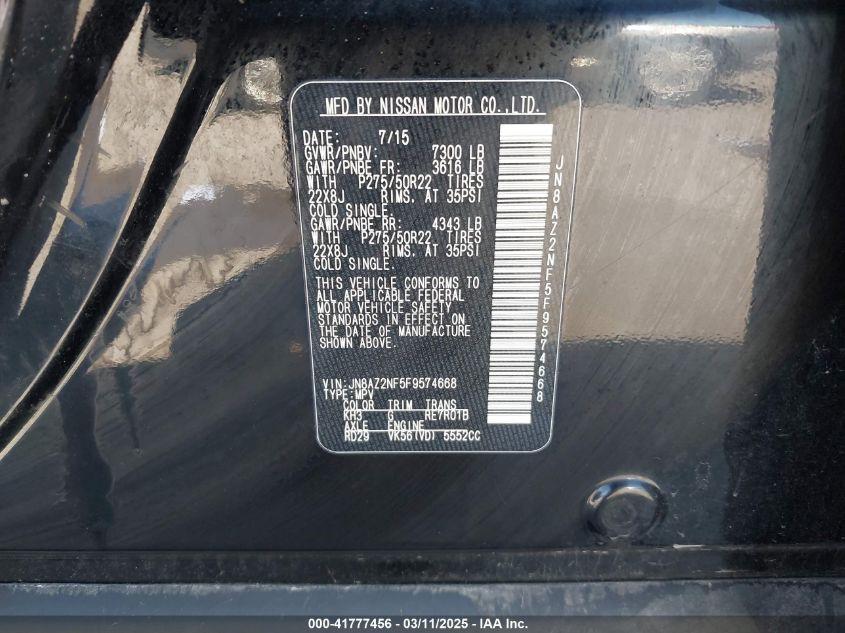 MFD BY NISSAN MOTOR CO.,LTD.
DATE: 7/15
GVWR/PNBV: 7300 LB
GAWR/PNBE FR: 3616 LB
WITH P275/50R22 TIRES
22X8J RIMS. AT 35PSI
COLD SINGLE.
GAWR/PNBE RR: 4343 LB
WITH P275/50R22 TIRES
22X8J RIMS. AT 35PSI
COLD SINGLE.
THIS VEHICLE CONFORMS TO
ALL APPLICABLE FEDERAL
MOTOR VEHICLE SAFETY
STANDARDS IN EFFECT ON
THE DATE OF MANUFACTURE
SHOWN ABOVE.
VIN:JN8AZ2NF5F9574668
TYPE:MPV
COLOR TRIM TRANS
KH3 G RE7R01B
AXLE ENGINE
RD29 VK56(VD) 5552CC
JN8AZ2NF5F9574668
000-41777456 - 03/11/2025 - IAA Inc.